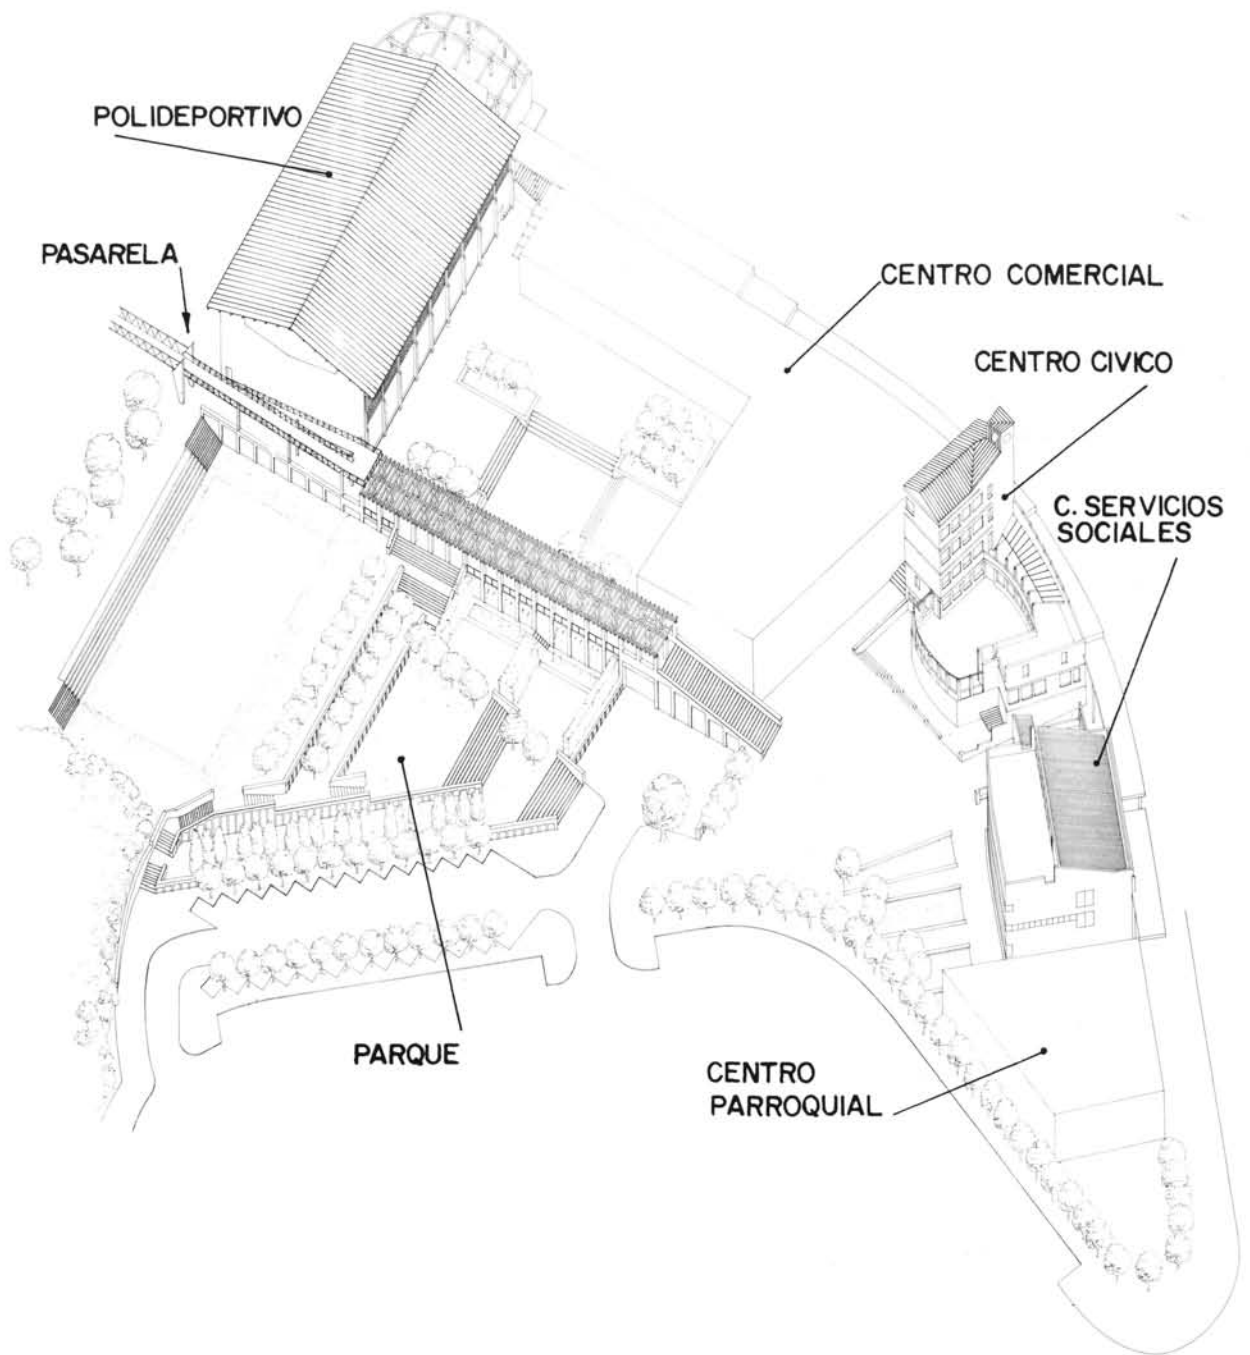 POLIDEPORTIVO
PASARELA
CENTRO COMERCIAL
CENTRO CIVICO
C. SERVICIOS
SOCIALES
PARQUE
CENTRO
PARROQUIAL